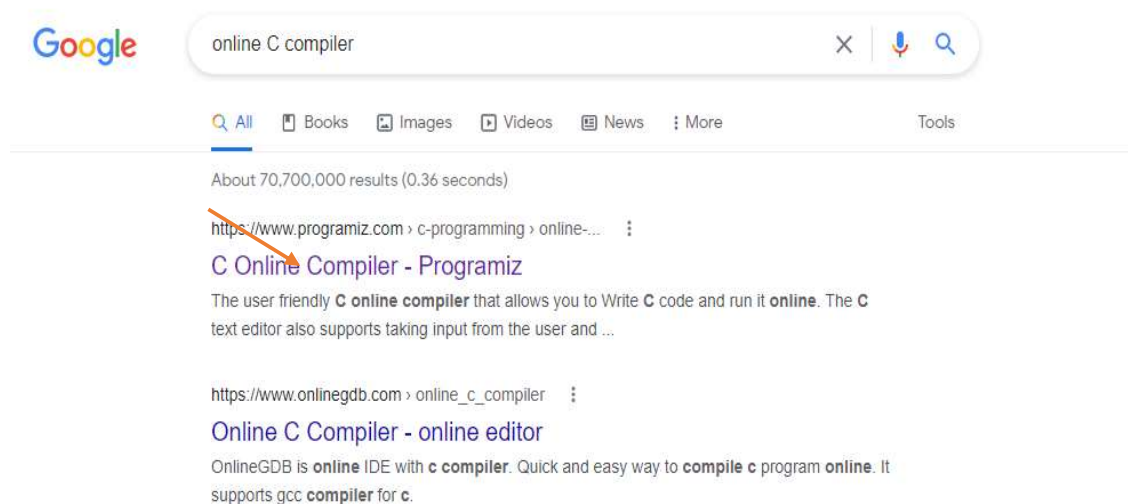 Google
online C compiler
All Books Images Videos News More Tools
About 70,700,000 results (0.36 seconds)
https://www.programiz.com › c-programming › online-...
C Online Compiler - Programiz
The user friendly C online compiler that allows you to Write C code and run it online. The C
text editor also supports taking input from the user and ...
https://www.onlinegdb.com › online_c_compiler
Online C Compiler - online editor
OnlineGDB is online IDE with c compiler. Quick and easy way to compile c program online. It
supports gcc compiler for c.